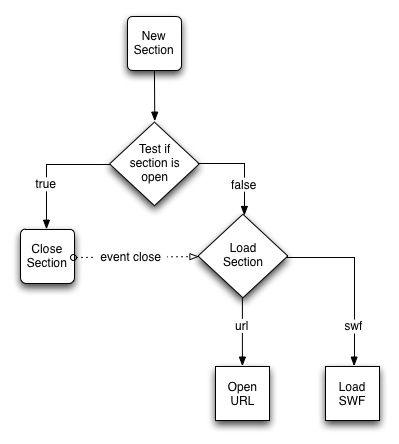 New
Section
Test if
section is
open
true
false
Close
Section
event close
Load
Section
url
swf
Open
URL
Load
SWF